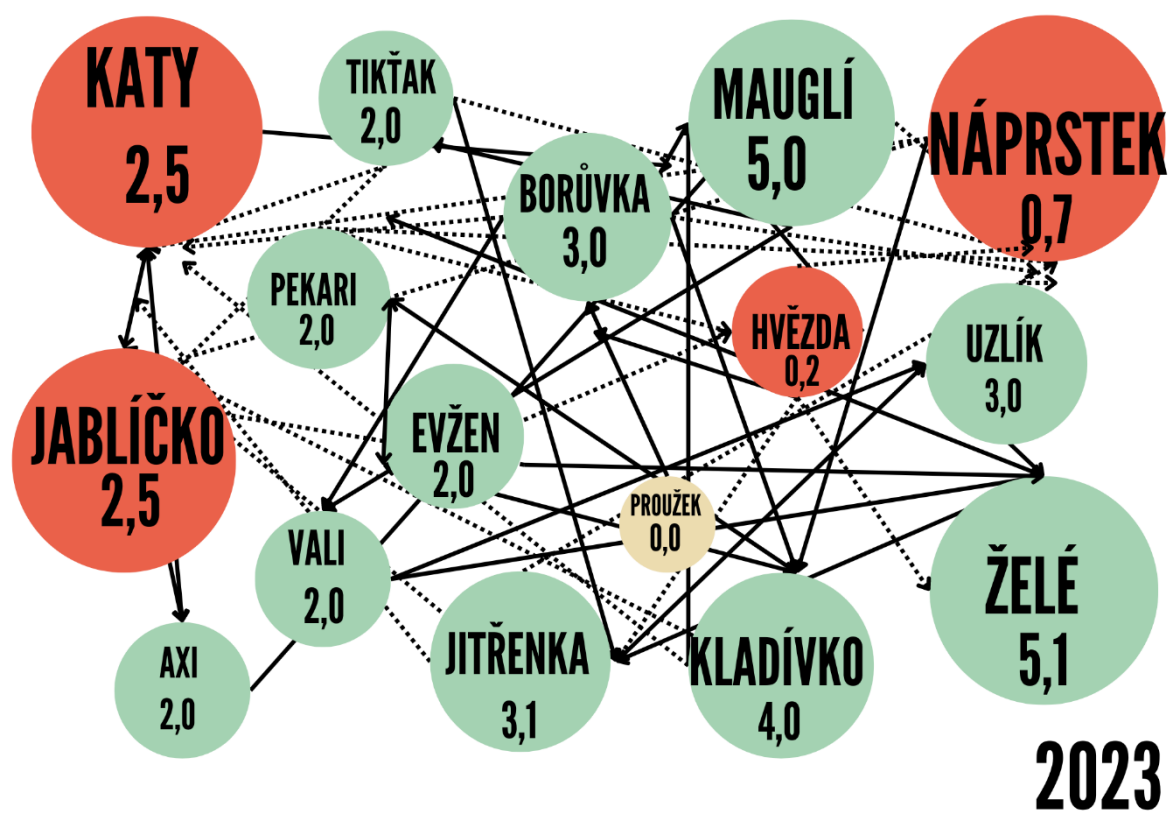 KATY
2,5
TIKŤAK
2,0
MAUGLÍ
5,0
NÁPRSTEK
0,7
BORŮVKA
3,0
PEKARI
2,0
HVĚZDA
0,2
UZLÍK
3,0
JABLÍČKO
2,5
EVŽEN
2,0
PROUŽEK
0,0
VALI
2,0
ŽELÉ
5,1
AXI
2,0
JITŘENKA
3,1
KLADÍVKO
4,0
2023